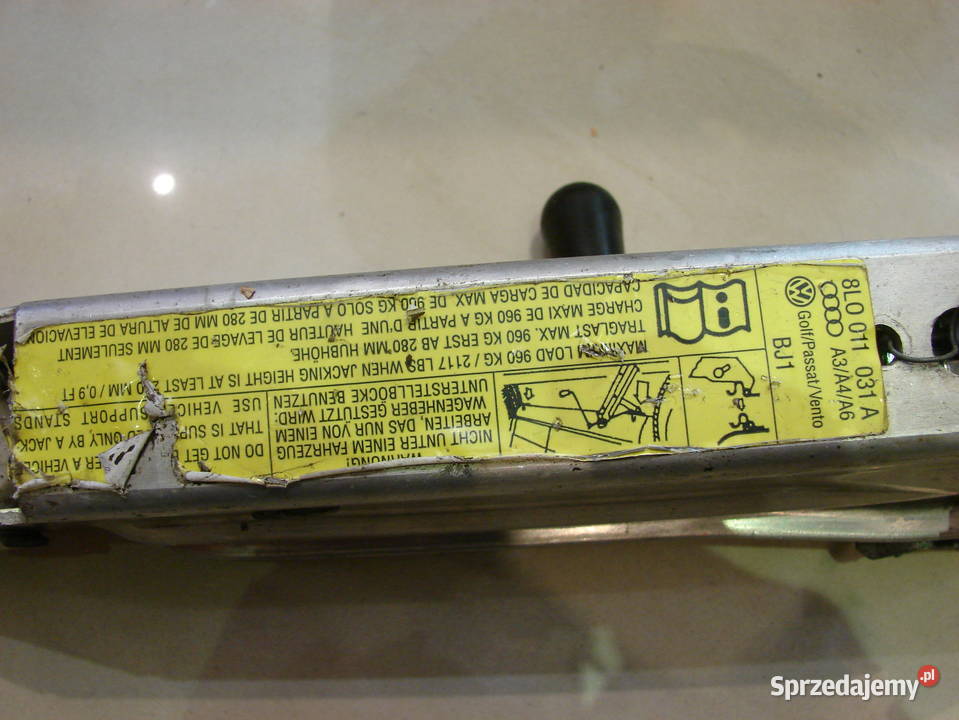 8L0 011 031 A
A3/A4/A6
Golf/Passat/Vento
BJ1
WARNUNG!
NICHT UNTER EINEM FAHRZEUG
ARBEITEN, DAS NUR VON EINEM
WAGENHEBER GESTÜTZT WIRD:
UNTERSTELLBÖCKE BENUTZEN
DO NOT GET A VEHICLE
THAT IS ONLY BY A JACK
USE VEHICLE SUPPORT STANDS
LOAD 960 KG / 2117 LBS WHEN JACKING HEIGHT IS AT LEAST MM / 0,9 FT
TRAGLAST MAX. 960 KG ERST AB 280 MM HUBHÖHE.
CHARGE MAXI DE 960 KG A PARTIR D'UNE HAUTEUR DE LEVAGE DE 280 MM SEULEMENT
CAPACIDAD DE CARGA MAX. DE 960 KG SOLO A PARTIR DE 280 MM DE ALTURA DE
Sprzedajemy.pl